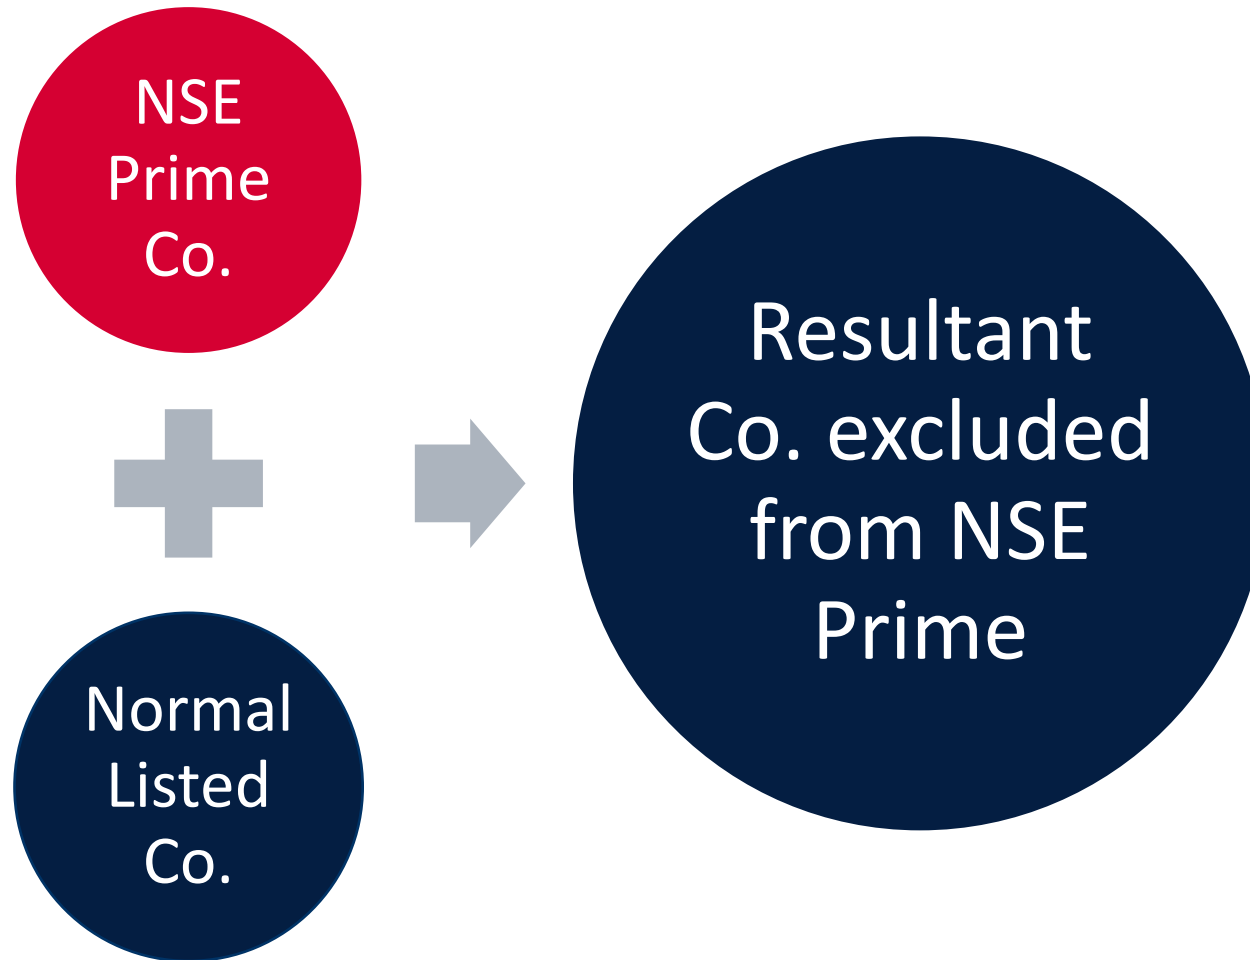 NSE
Prime
Co.
Normal
Listed
Co.
Resultant
Co. excluded
from NSE
Prime